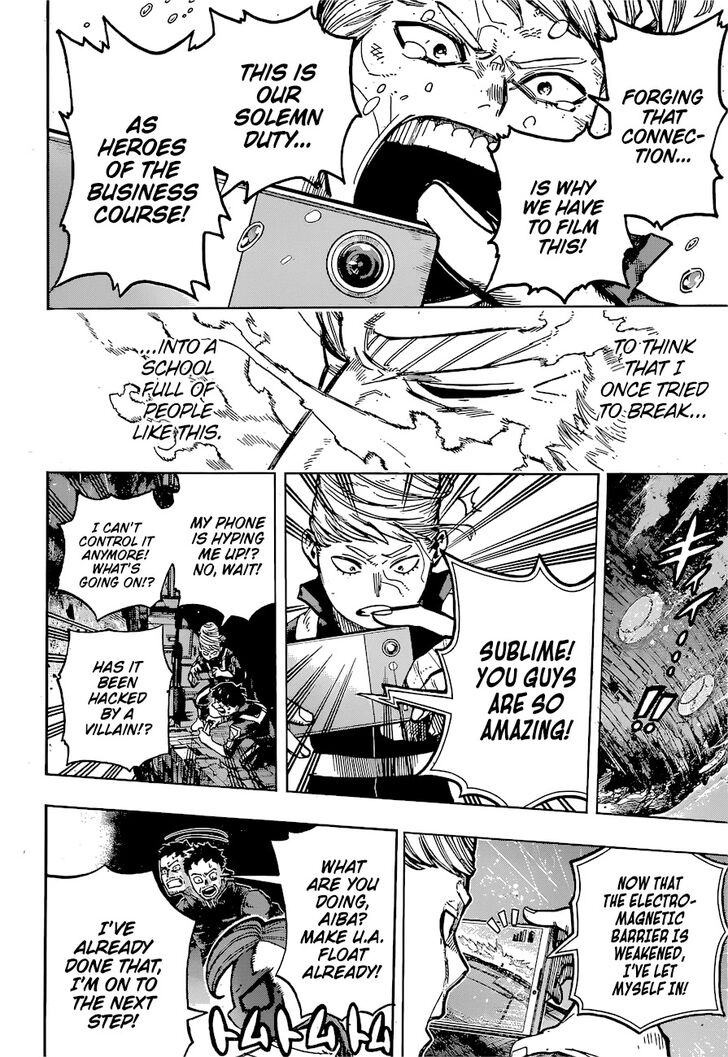 FORGING
THAT
CONNEC-
TION...
IS WHY
WE HAVE
TO FILM
THIS!
THIS IS
OUR
SOLEMN
DUTY...
AS
HEROES
OF THE
BUSINESS
COURSE!
TO THINK
THAT I
ONCE TRIED
TO BREAK...
...INTO A
SCHOOL
FULL OF
PEOPLE
LIKE THIS.
!!
SUBLIME!
YOU GUYS
ARE SO
AMAZING!
MY PHONE
IS HYPING
ME UP!?
NO, WAIT!
I CAN'T
CONTROL IT
ANYMORE!
WHAT'S
GOING ON!?
HAS IT
BEEN
HACKED
BY A
VILLAIN!?
NOW THAT
THE ELECTRO-
MAGNETIC
BARRIER IS
WEAKENED,
I'VE LET
MYSELF IN!
WHAT
ARE YOU
DOING,
AIBA?
MAKE U.A.
FLOAT
ALREADY!
I'VE
ALREADY
DONE THAT,
I'M ON TO
THE NEXT
STEP!